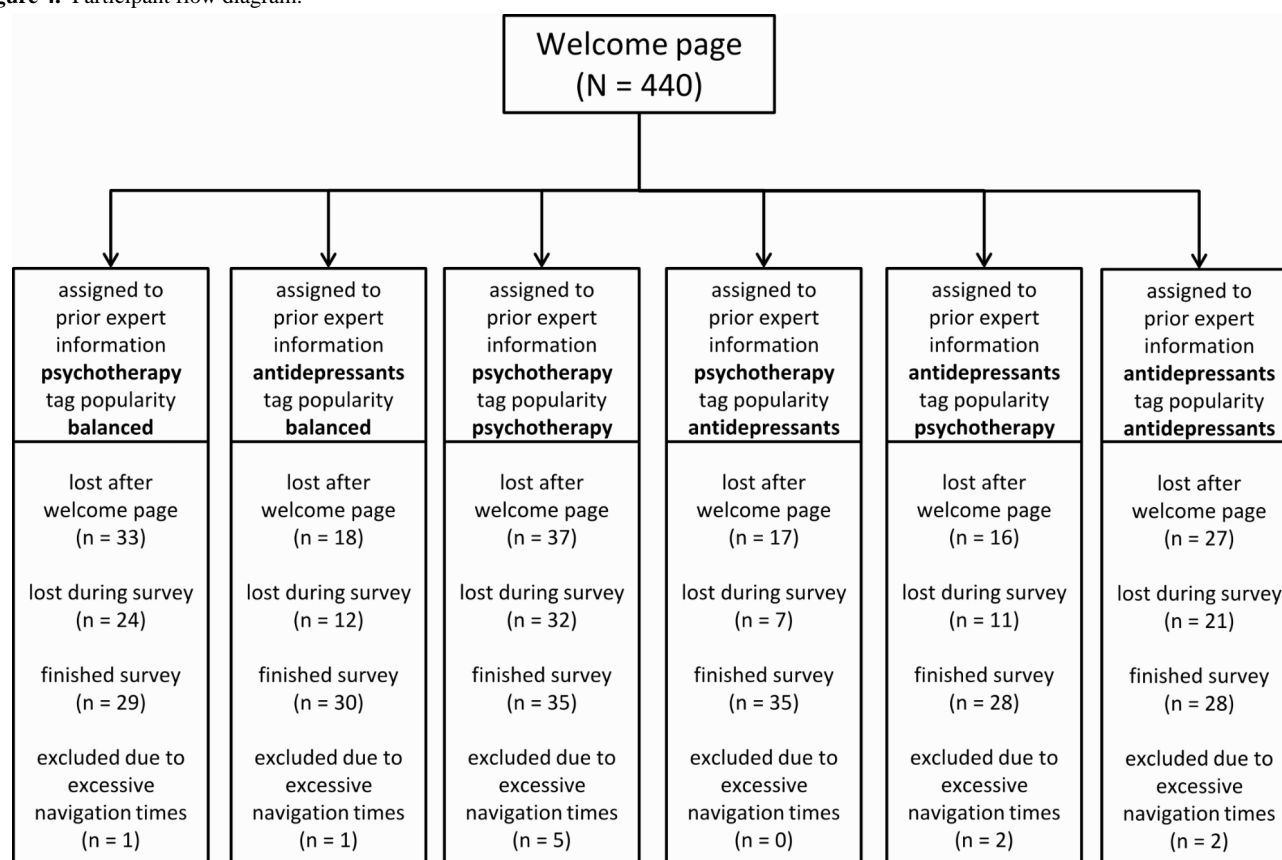 Figure 4. Participant flow diagram.
Welcome page
(N = 440)
assigned to
prior expert
information
psychotherapy
tag popularity
balanced
lost after
welcome page
(n = 33)
lost during survey
(n = 24)
finished survey
(n = 29)
excluded due to
excessive
navigation times
(n = 1)
assigned to
prior expert
information
antidepressants
tag popularity
balanced
lost after
welcome page
(n = 18)
lost during survey
(n = 12)
finished survey
(n = 30)
excluded due to
excessive
navigation times
(n = 1)
assigned to
prior expert
information
psychotherapy
tag popularity
psychotherapy
lost after
welcome page
(n = 37)
lost during survey
(n = 32)
finished survey
(n = 35)
excluded due to
excessive
navigation times
(n = 5)
assigned to
prior expert
information
psychotherapy
tag popularity
antidepressants
lost after
welcome page
(n = 17)
lost during survey
(n = 7)
finished survey
(n = 35)
excluded due to
excessive
navigation times
(n = 0)
assigned to
prior expert
information
antidepressants
tag popularity
psychotherapy
lost after
welcome page
(n = 16)
lost during survey
(n = 11)
finished survey
(n = 28)
excluded due to
excessive
navigation times
(n = 2)
assigned to
prior expert
information
antidepressants
tag popularity
antidepressants
lost after
welcome page
(n = 27)
lost during survey
(n = 21)
finished survey
(n = 28)
excluded due to
excessive
navigation times
(n = 2)